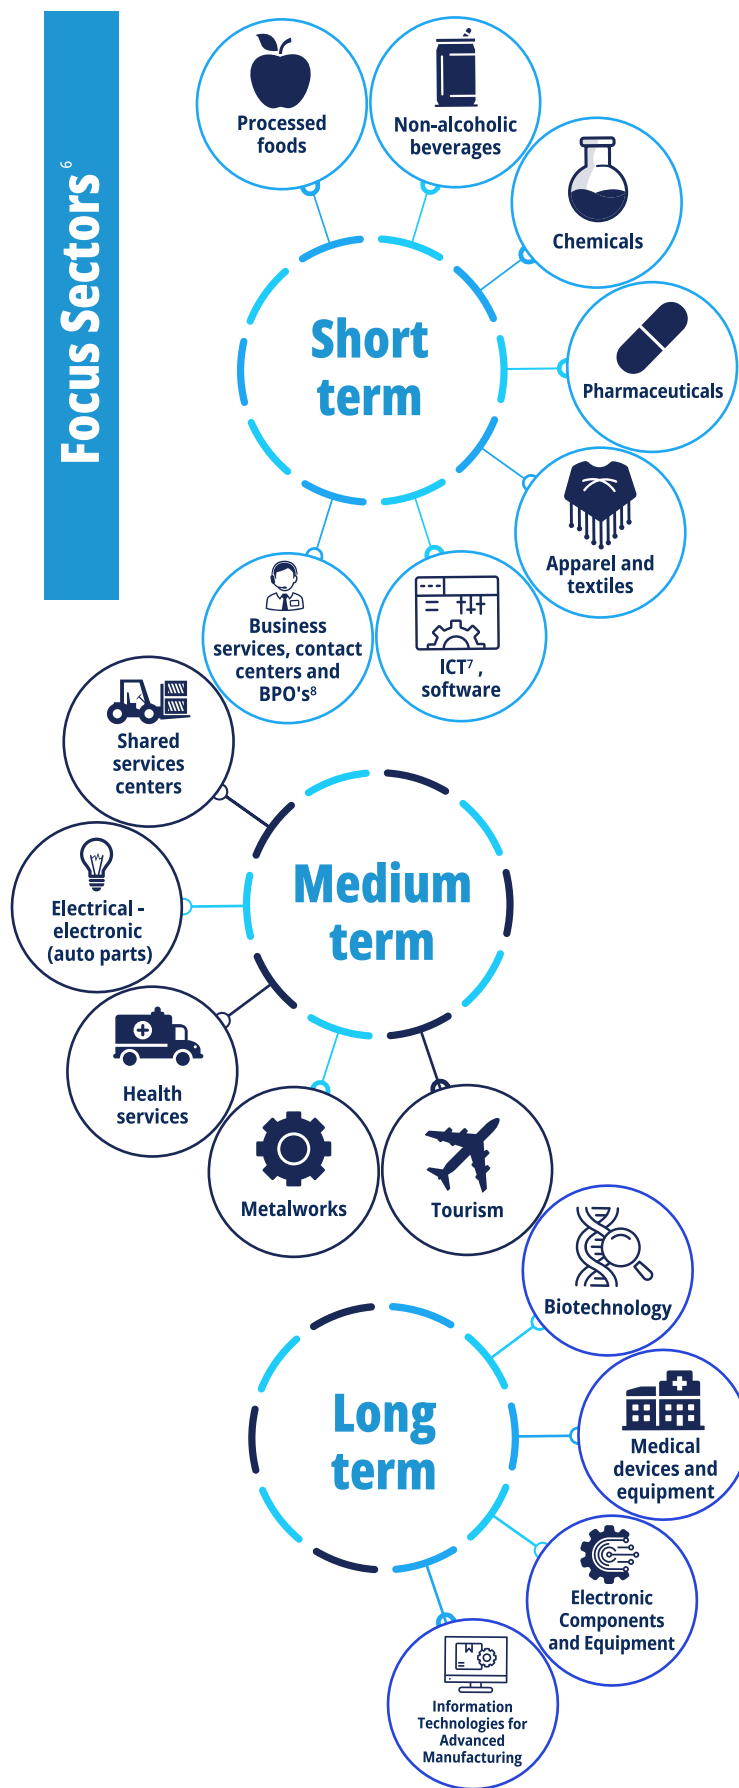 Focus Sectors 6
Processed
foods
Non-alcoholic
beverages
Chemicals
Pharmaceuticals
Apparel and
textiles
ICT7 ,
software
Business
services, contact
centers and
BPO's8
Short
term
Shared
services
centers
Electrical -
electronic
(auto parts)
Health
services
Metalworks
Tourism
Medium
term
Biotechnology
Medical
devices and
equipment
Electronic
Components
and Equipment
Information
Technologies for
Advanced
Manufacturing
Long
term